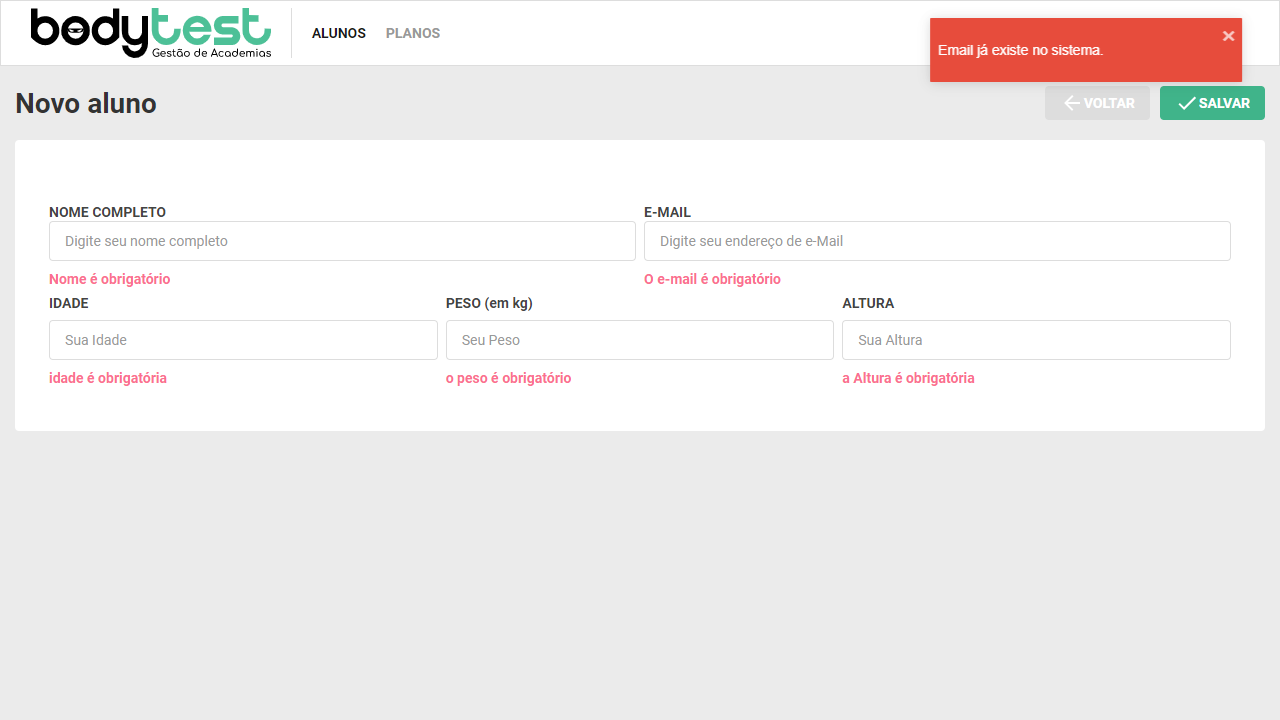 bodytest
Gestão de Academias
ALUNOS
PLANOS
Email já existe no sistema.
×
Novo aluno
VOLTAR
SALVAR
NOME COMPLETO
E-MAIL
Digite seu nome completo
Digite seu endereço de e-Mail
Nome é obrigatório
O e-mail é obrigatório
IDADE
PESO (em kg)
ALTURA
Sua Idade
Seu Peso
Sua Altura
idade é obrigatória
o peso é obrigatório
a Altura é obrigatória